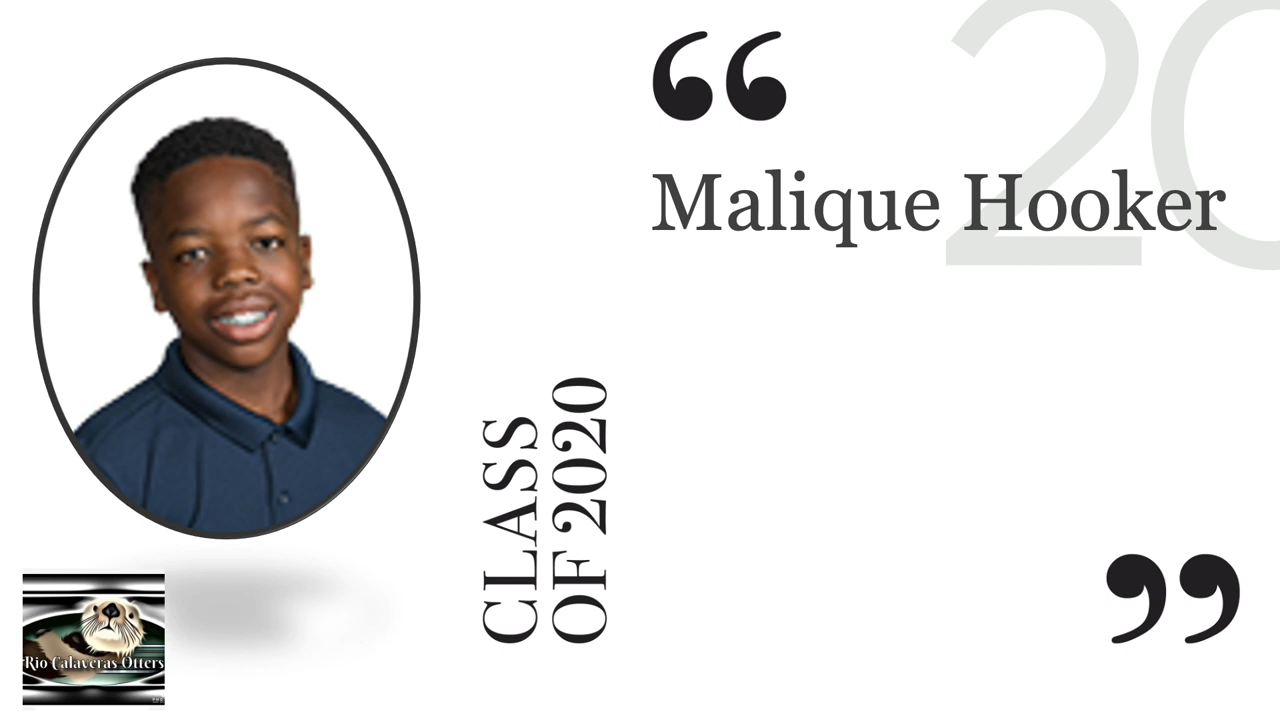 “
20
Malique Hooker
CLASS
OF 2020
”
Rio Calaveras Otters